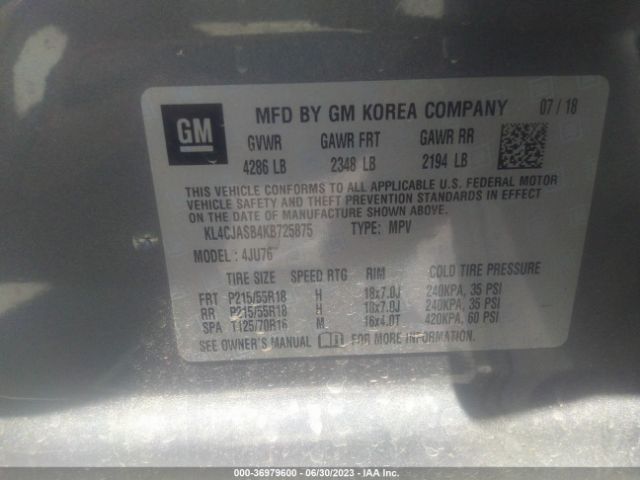 GM
MFD BY GM KOREA COMPANY 07/18
GVWR GAWR FRT GAWR RR
4286 LB 2348 LB 2194 LB
THIS VEHICLE CONFORMS TO ALL APPLICABLE U.S. FEDERAL MOTOR
VEHICLE SAFETY AND THEFT PREVENTION STANDARDS IN EFFECT
ON THE DATE OF MANUFACTURE SHOWN ABOVE.
KL4CJASB4KB725875 TYPE: MPV
MODEL: 4JU76
TIRE SIZE SPEED RTG RIM COLD TIRE PRESSURE
FRT P215/55R18 H 18x7.0J 240KPA, 35 PSI
RR P215/55R18 H 18x7.0J 240KPA, 35 PSI
SPA T125/70R16 M 16x4.0T 420KPA, 60 PSI
SEE OWNER'S MANUAL FOR MORE INFORMATION.
000-36979600 - 06/30/2023 - IAA Inc.